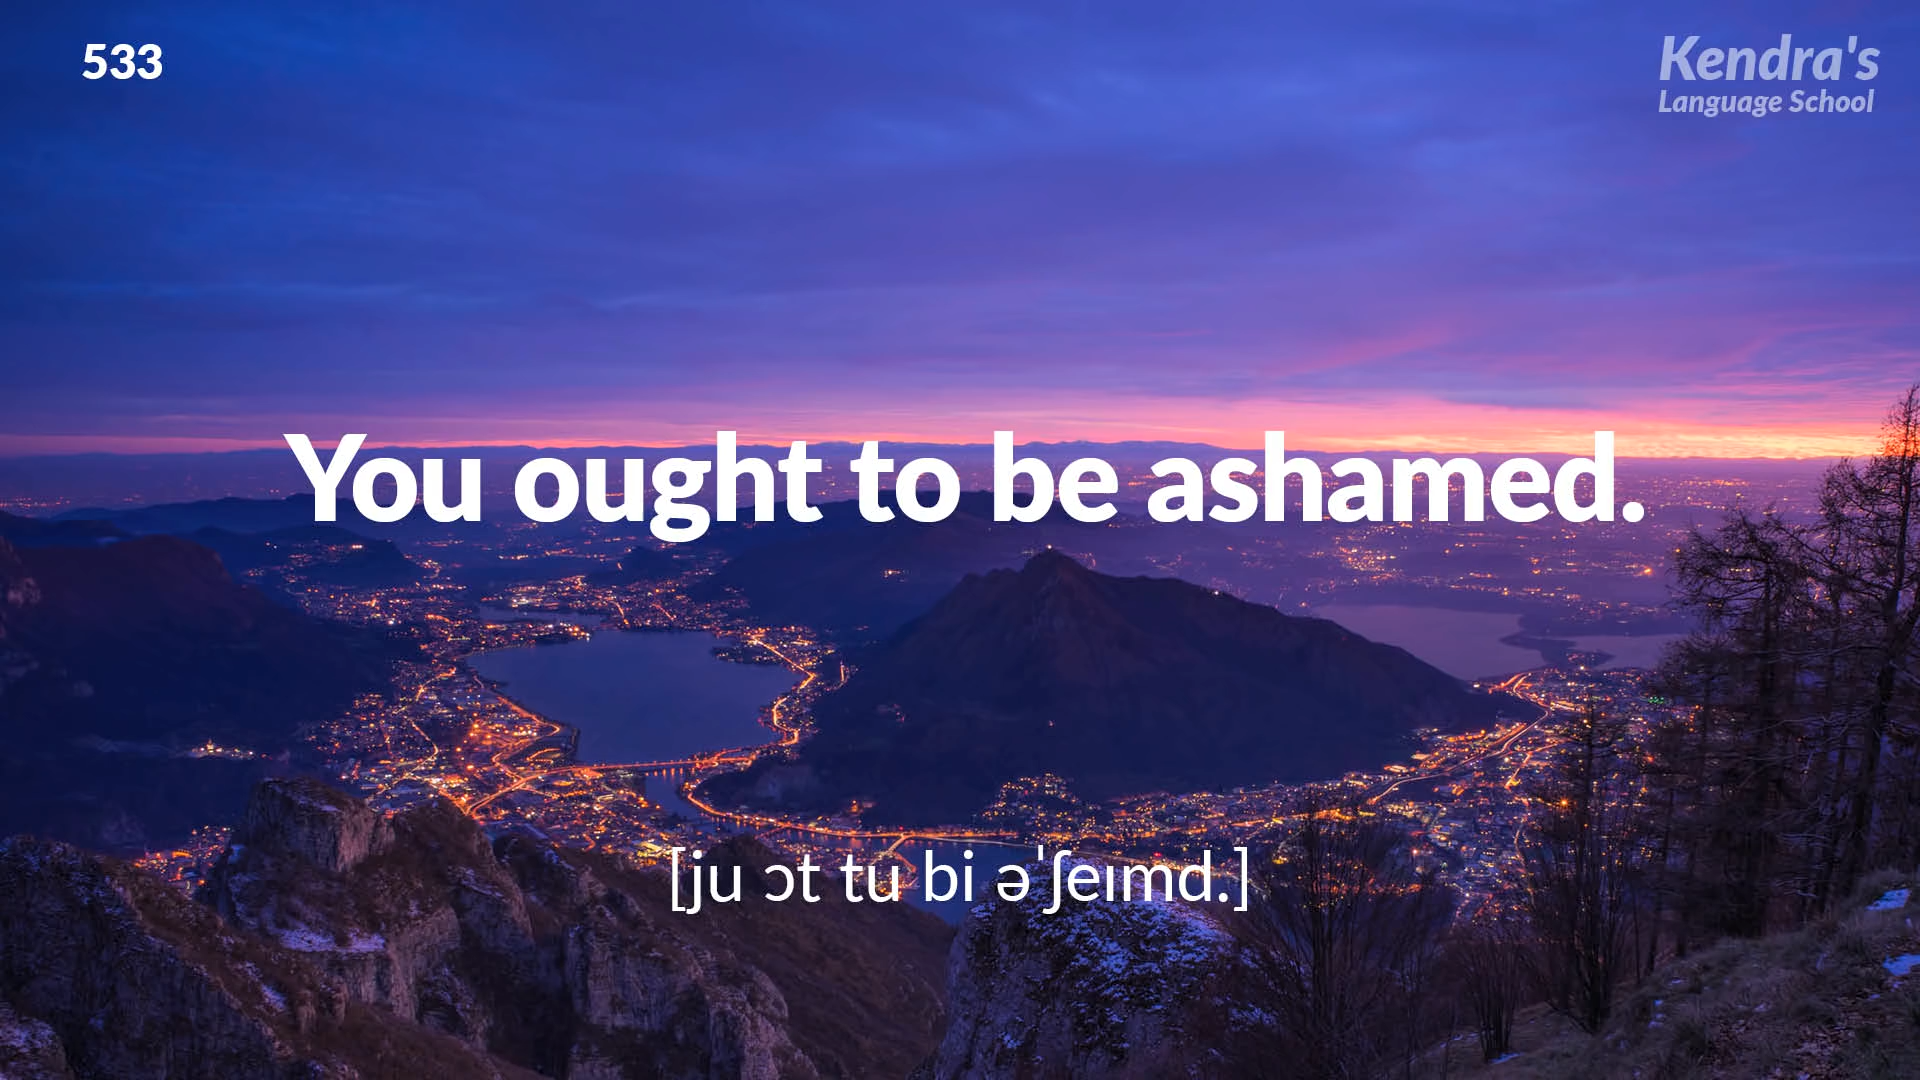 533
Kendra's
Language School
You ought to be ashamed.
[ju ɔt tu bi əˈʃeɪmd.]